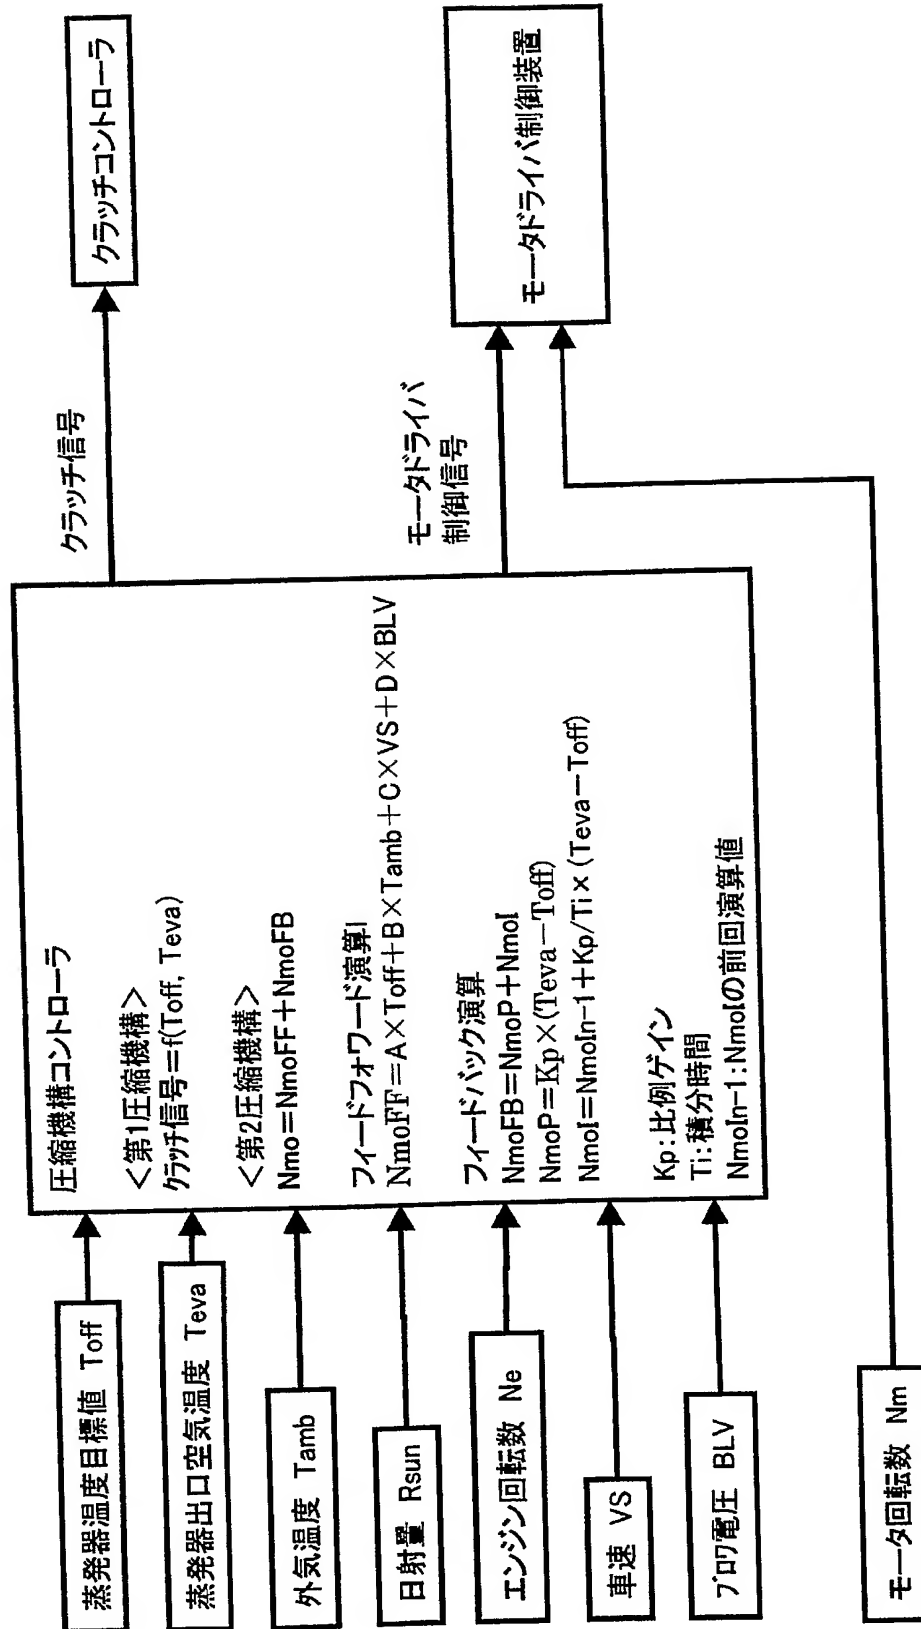 蒸発器温度目標値 Toff
蒸発器出口空気温度 Teva
外気温度 Tamb
日射量 Rsun
エンジン回転数 Ne
車速 VS
ブロワ電圧 BLV
モータ回転数 Nm
圧縮機構コントローラ
<第1圧縮機構>
クラッチ信号=f(Toff, Teva)
<第2圧縮機構>
Nmo=NmoFF+NmoFB
フィードフォワード演算I
NmoFF=A×Toff+B×Tamb+C×VS+D×BLV
フィードバック演算
NmoFB=NmoP+NmoI
NmoP=Kp×(Teva-Toff)
NmoI=NmoIn-1+Kp/Ti×(Teva-Toff)
Kp:比例ゲイン
Ti:積分時間
NmoIn-1:NmoIの前回演算値
クラッチ信号
モータドライバ
制御信号
クラッチコントローラ
モータドライバ制御装置